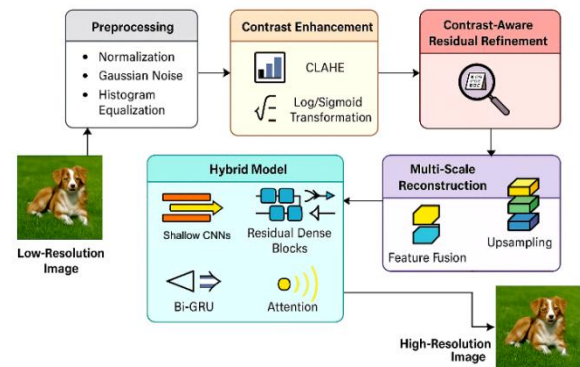 Preprocessing
• Normalization
• Gaussian Noise
• Histogram
Equalization
Contrast Enhancement
CLAHE
Log/Sigmoid
Transformation
Contrast-Aware
Residual Refinement
Low-Resolution
Image
Hybrid Model
Shallow CNNs
Residual Dense
Blocks
Bi-GRU
Attention
Multi-Scale
Reconstruction
Feature Fusion
Upsampling
High-Resolution
Image